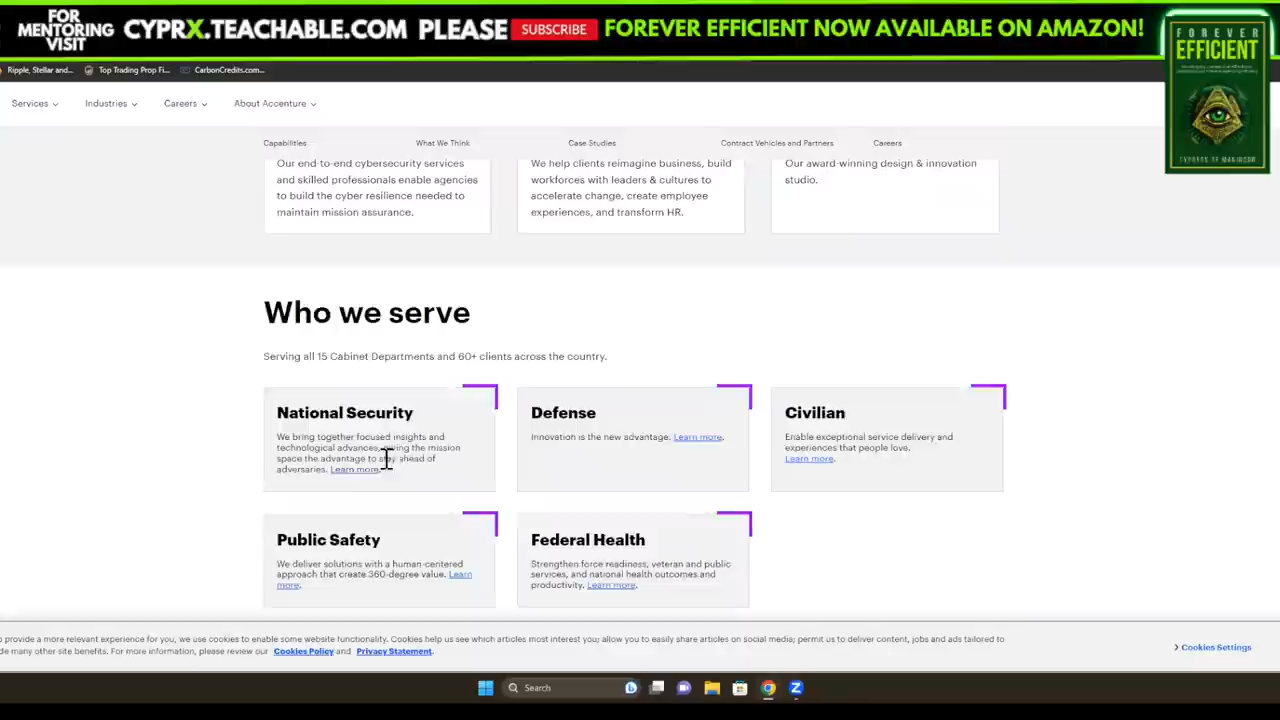 FOR
MENTORING
VISIT
CYPRX.TEACHABLE.COM PLEASE SUBSCRIBE FOREVER EFFICIENT NOW AVAILABLE ON AMAZON!
FOREVER
EFFICIENT
CYPRESS DE MANINCOR
Ripple, Stellar and... Top Trading Prop Fi... CarbonCredits.com...
Services Industries Careers About Accenture
Capabilities What We Think Case Studies Contract Vehicles and Partners Careers
Our end-to-end cybersecurity services
and skilled professionals enable agencies
to build the cyber resilience needed to
maintain mission assurance.
We help clients reimagine business, build
workforces with leaders & cultures to
accelerate change, create employee
experiences, and transform HR.
Our award-winning design & innovation
studio.
Who we serve
Serving all 15 Cabinet Departments and 60+ clients across the country.
National Security
We bring together focused insights and
technological advances, giving the mission
space the advantage to stay ahead of
adversaries. Learn more.
Defense
Innovation is the new advantage. Learn more.
Civilian
Enable exceptional service delivery and
experiences that people love.
Learn more.
Public Safety
We deliver solutions with a human-centered
approach that create 360-degree value. Learn
more.
Federal Health
Strengthen force readiness, veteran and public
services, and national health outcomes and
productivity. Learn more.
provide a more relevant experience for you, we use cookies to enable some website functionality. Cookies help us see which articles most interest you; allow you to easily share articles on social media; permit us to deliver content, jobs and ads tailored to
de many other site benefits. For more information, please review our Cookies Policy and Privacy Statement.
Cookies Settings
Search